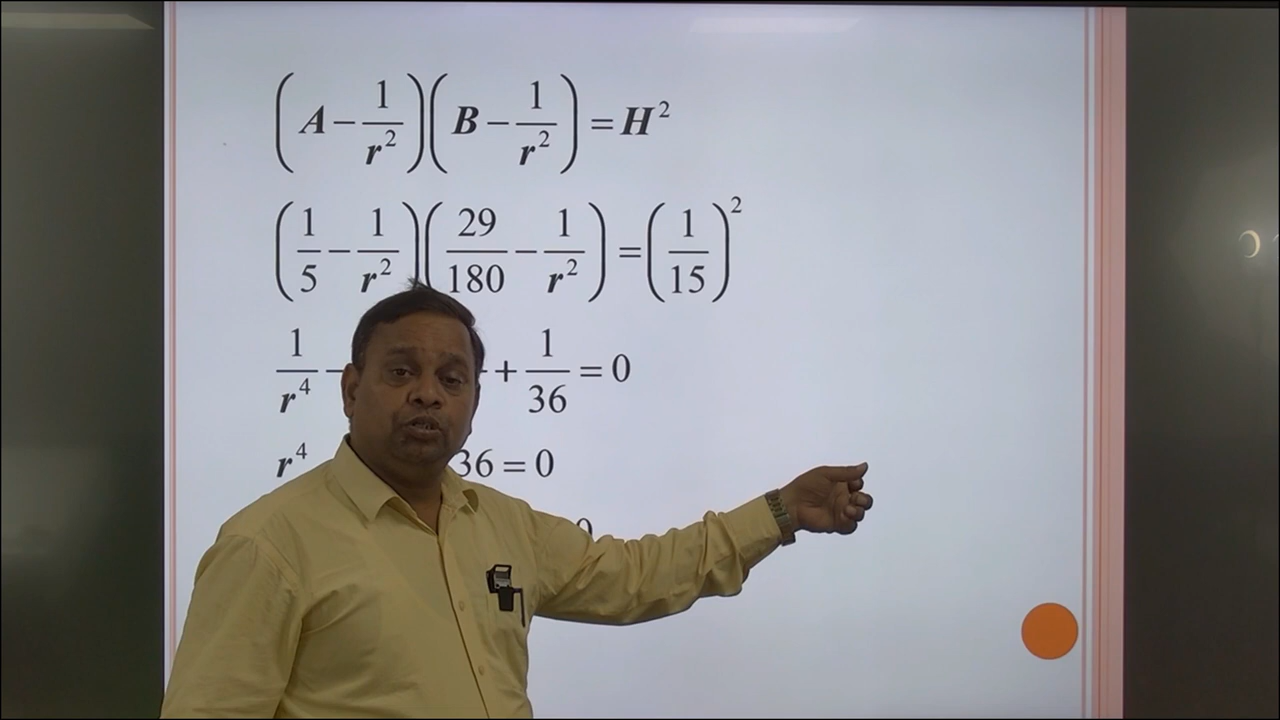 (A − 1/r²)(B − 1/r²) = H²
(1/5 − 1/r²)(29/180 − 1/r²) = (1/15)²
1/r⁴ − + 1/36 = 0
r⁴ 36 = 0
0